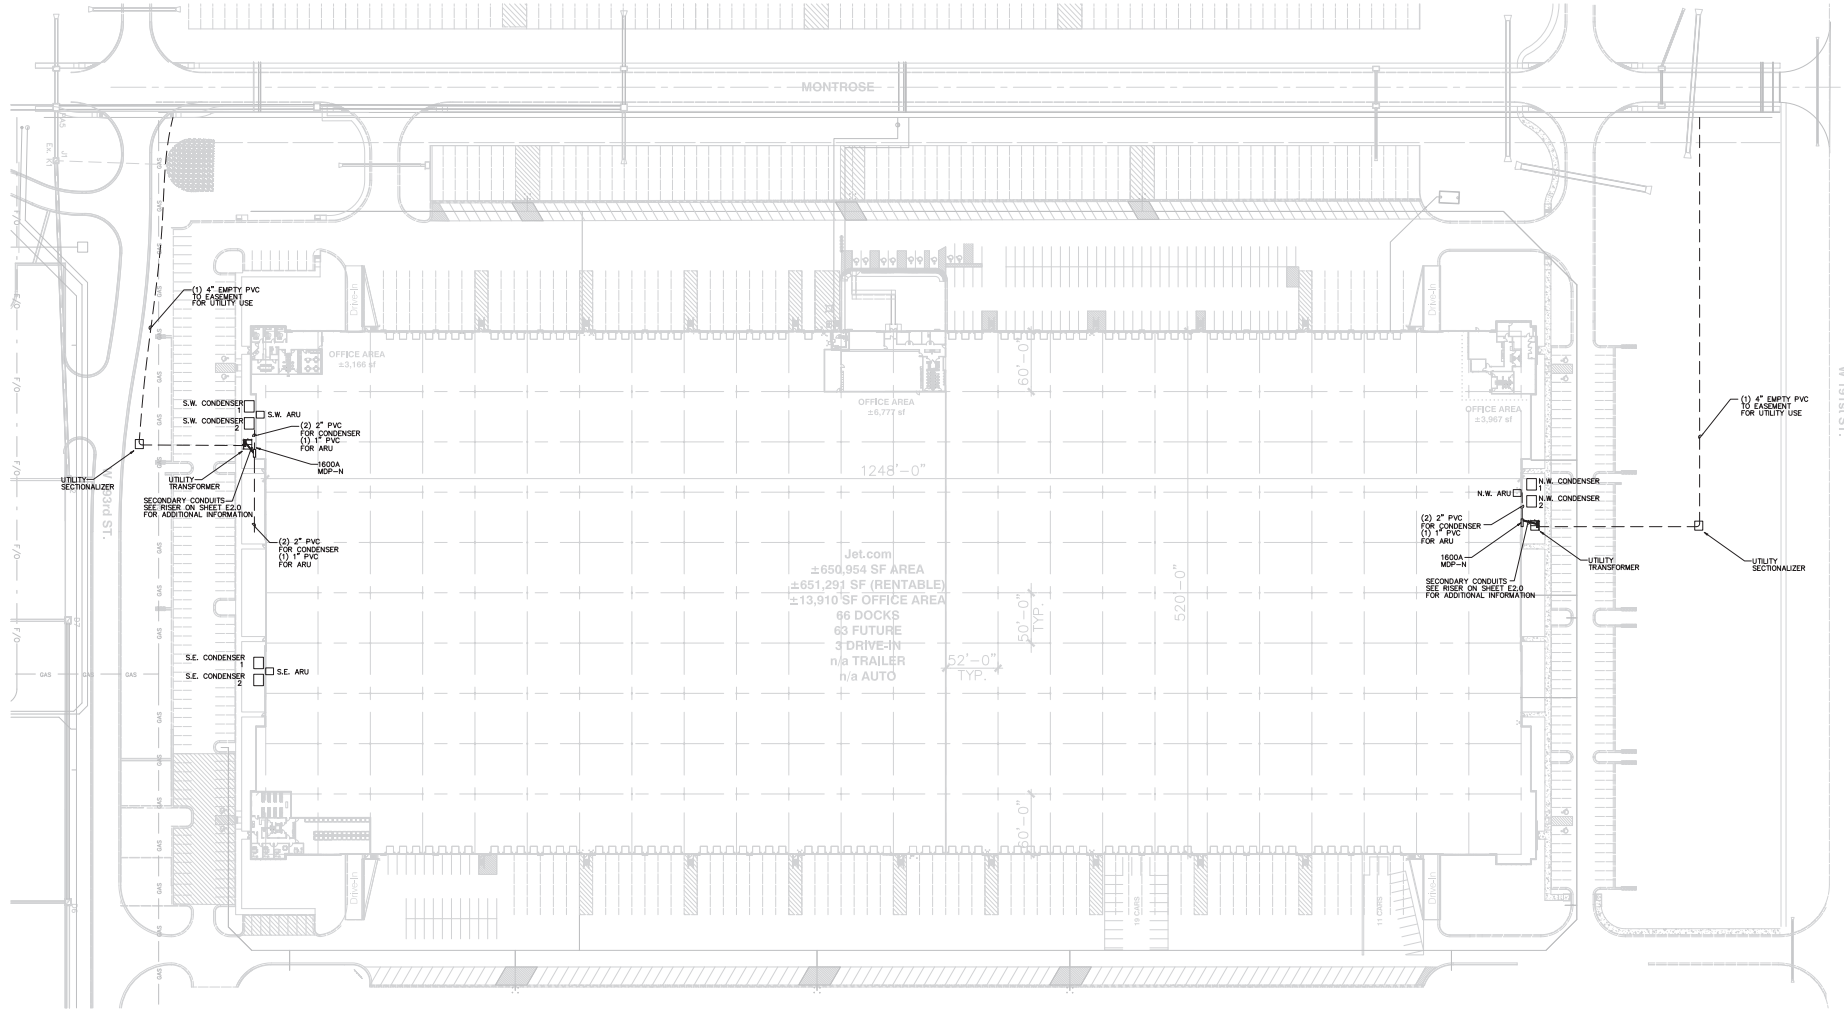 MONTROSE
J1
GAS
GAS
F/O
Drive-In
Drive-In
(1) 4" EMPTY PVC
TO EASEMENT
FOR UTILITY USE
OFFICE AREA
±3,166 sf
OFFICE AREA
±6,777 sf
OFFICE AREA
±3,967 sf
60'-0"
S.W. CONDENSER
1
S.W. ARU
S.W. CONDENSER
2
(2) 2" PVC
FOR CONDENSER
(1) 1" PVC
FOR ARU
1600A
MDP-N
UTILITY
SECTIONALIZER
UTILITY
TRANSFORMER
SECONDARY CONDUITS
SEE RISER ON SHEET E2.0
FOR ADDITIONAL INFORMATION
(2) 2" PVC
FOR CONDENSER
(1) 1" PVC
FOR ARU
1248'-0"
(1) 4" EMPTY PVC
TO EASEMENT
FOR UTILITY USE
N.W. CONDENSER
1
N.W. ARU
N.W. CONDENSER
2
(2) 2" PVC
FOR CONDENSER
(1) 1" PVC
FOR ARU
1600A
MDP-N
UTILITY
TRANSFORMER
UTILITY
SECTIONALIZER
SECONDARY CONDUITS
SEE RISER ON SHEET E2.0
FOR ADDITIONAL INFORMATION
Jet.com
±650,954 SF AREA
±651,291 SF (RENTABLE)
±13,910 SF OFFICE AREA
66 DOCKS
63 FUTURE
3 DRIVE-IN
n/a TRAILER
n/a AUTO
50'-0"
TYP.
52'-0"
TYP.
520'-0"
S.E. CONDENSER
1
S.E. ARU
S.E. CONDENSER
2
GAS
GAS
GAS
60'-0"
Drive-In
Drive-In
19 CARS
11 CARS